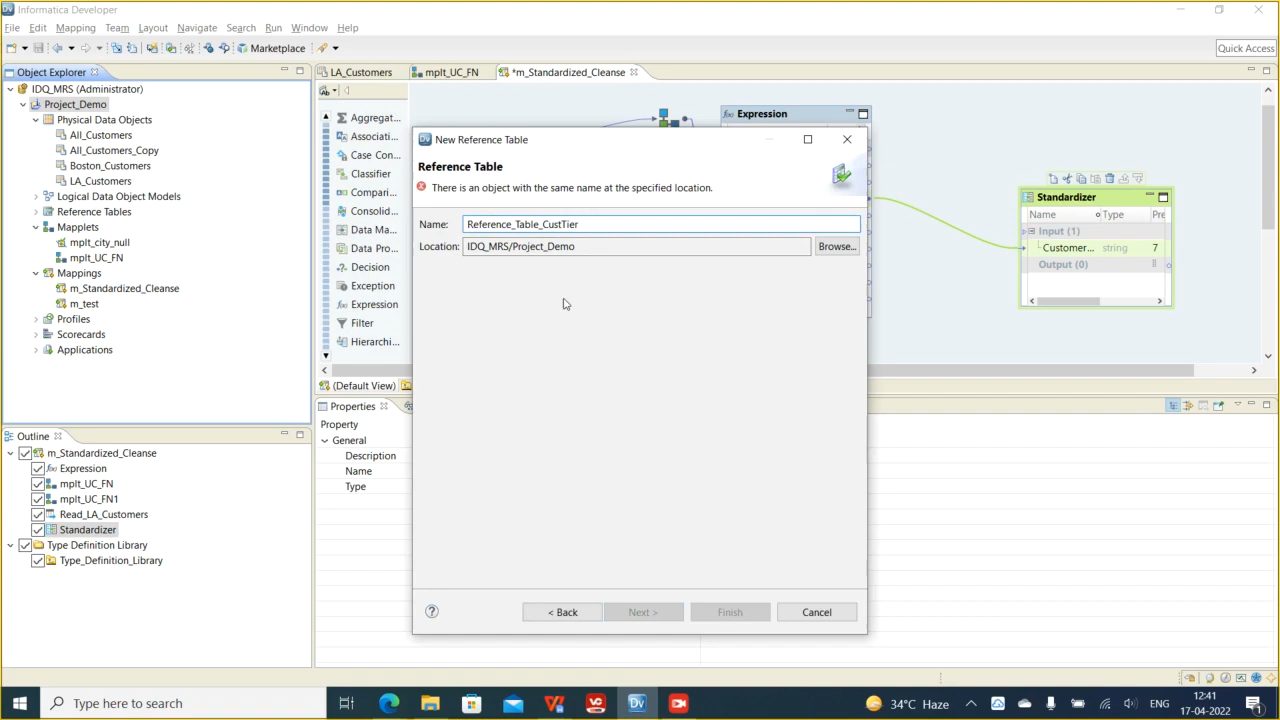 Informatica Developer
File Edit Mapping Team Layout Navigate Search Run Window Help
Marketplace
Quick Access
Object Explorer
IDQ_MRS (Administrator)
Project_Demo
Physical Data Objects
All_Customers
All_Customers_Copy
Boston_Customers
LA_Customers
Logical Data Object Models
Reference Tables
Mapplets
mplt_city_null
mplt_UC_FN
Mappings
m_Standardized_Cleanse
m_test
Profiles
Scorecards
Applications
Outline
m_Standardized_Cleanse
Expression
mplt_UC_FN
mplt_UC_FN1
Read_LA_Customers
Standardizer
Type Definition Library
Type_Definition_Library
LA_Customers
mplt_UC_FN
*m_Standardized_Cleanse
Aggregat...
Associati...
Case Con...
Classifier
Compari...
Consolid...
Data Ma...
Data Pro...
Decision
Exception
Expression
Filter
Hierarchi...
(Default View)
Expression
Standardizer
Name Type Pre
Input (1)
Customer... string 7
Output (0)
New Reference Table
Reference Table
There is an object with the same name at the specified location.
Name: Reference_Table_CustTier
Location: IDQ_MRS/Project_Demo Browse...
? < Back Next > Finish Cancel
Properties
Property
General
Description
Name
Type
Type here to search
Dv
34°C Haze
ENG
12:41
17-04-2022
1